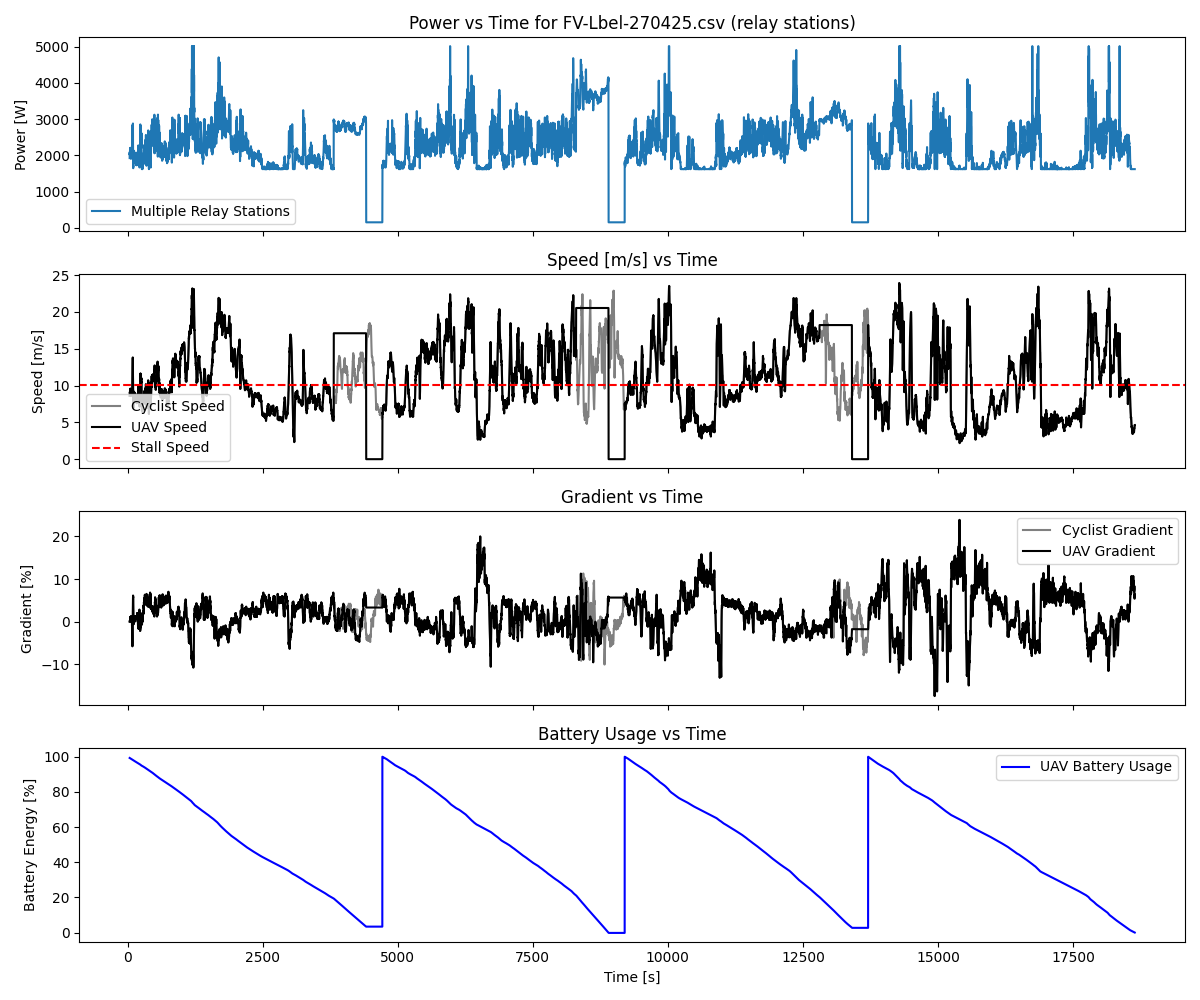 Power vs Time for FV-Lbel-270425.csv (relay stations)
5000
4000
3000
2000
1000
0
Power [W]
Multiple Relay Stations
Speed [m/s] vs Time
25
20
15
10
5
0
Speed [m/s]
Cyclist Speed
UAV Speed
Stall Speed
Gradient vs Time
20
10
0
−10
Gradient [%]
Cyclist Gradient
UAV Gradient
Battery Usage vs Time
100
80
60
40
20
0
Battery Energy [%]
UAV Battery Usage
0 2500 5000 7500 10000 12500 15000 17500
Time [s]